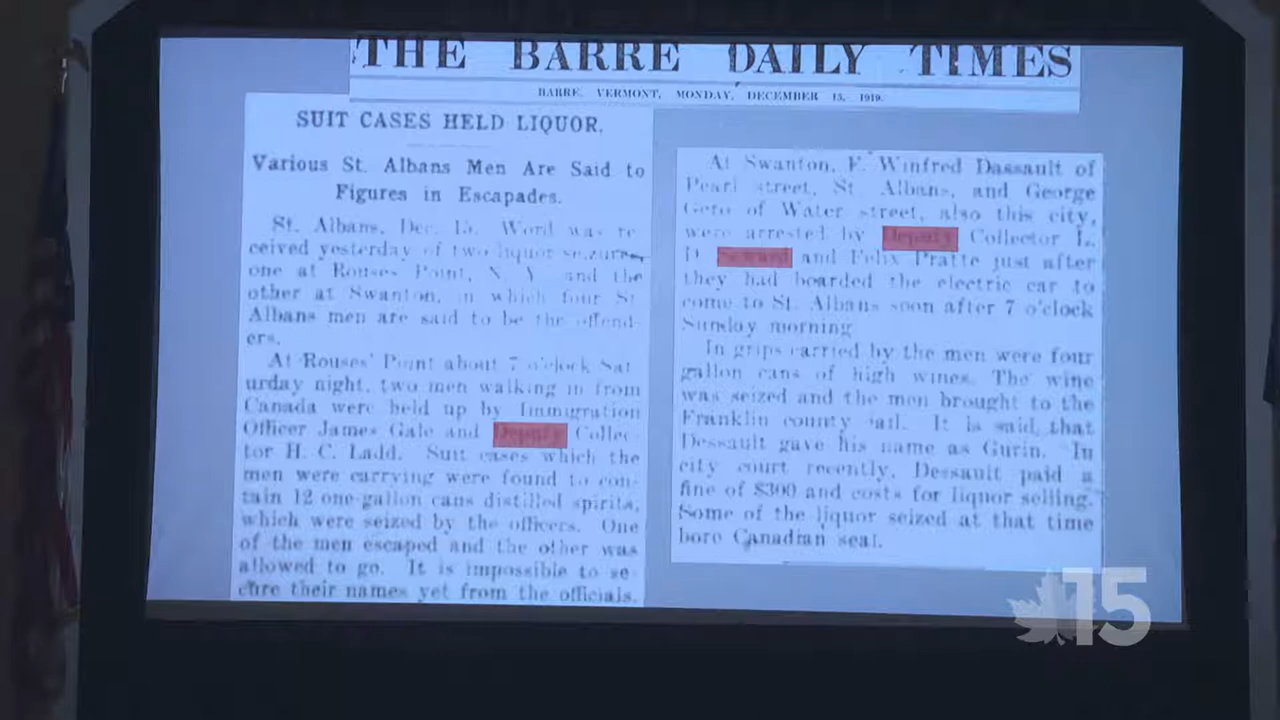 THE BARRE DAILY TIMES
BARRE, VERMONT, MONDAY, DECEMBER 15, 1919.
SUIT CASES HELD LIQUOR.
Various St. Albans Men Are Said to
Figures in Escapades.
St. Albans, Dec. 15. Word was re-
ceived yesterday of two liquor seizures
one at Rouses Point, N. Y. and the
other at Swanton, in which four St.
Albans men are said to be the offend-
ers.
At Rouses' Point about 7 o'clock Sat
urday night, two men walking in from
Canada were held up by Immigration
Officer James Gale and Deputy Collec-
tor H. C. Ladd. Suit cases which the
men were carrying were found to con-
tain 12 one-gallon cans distilled spirits,
which were seized by the officers. One
of the men escaped and the other was
allowed to go. It is impossible to se-
cure their names yet from the officials.
At Swanton, F. Winfred Dassault of
Pearl street, St. Albans, and George
Gero of Water street, also this city,
were arrested by Deputy Collector L.
D. Seward and Felix Pratte just after
they had boarded the electric car to
come to St. Albans soon after 7 o'clock
Sunday morning
In grips carried by the men were four
gallon cans of high wines. The wine
was seized and the men brought to the
Franklin county jail. It is said that
Dessault gave his name as Gurin. In
city court recently, Dessault paid a
fine of $300 and costs for liquor selling.
Some of the liquor seized at that time
bore Canadian seal.
15